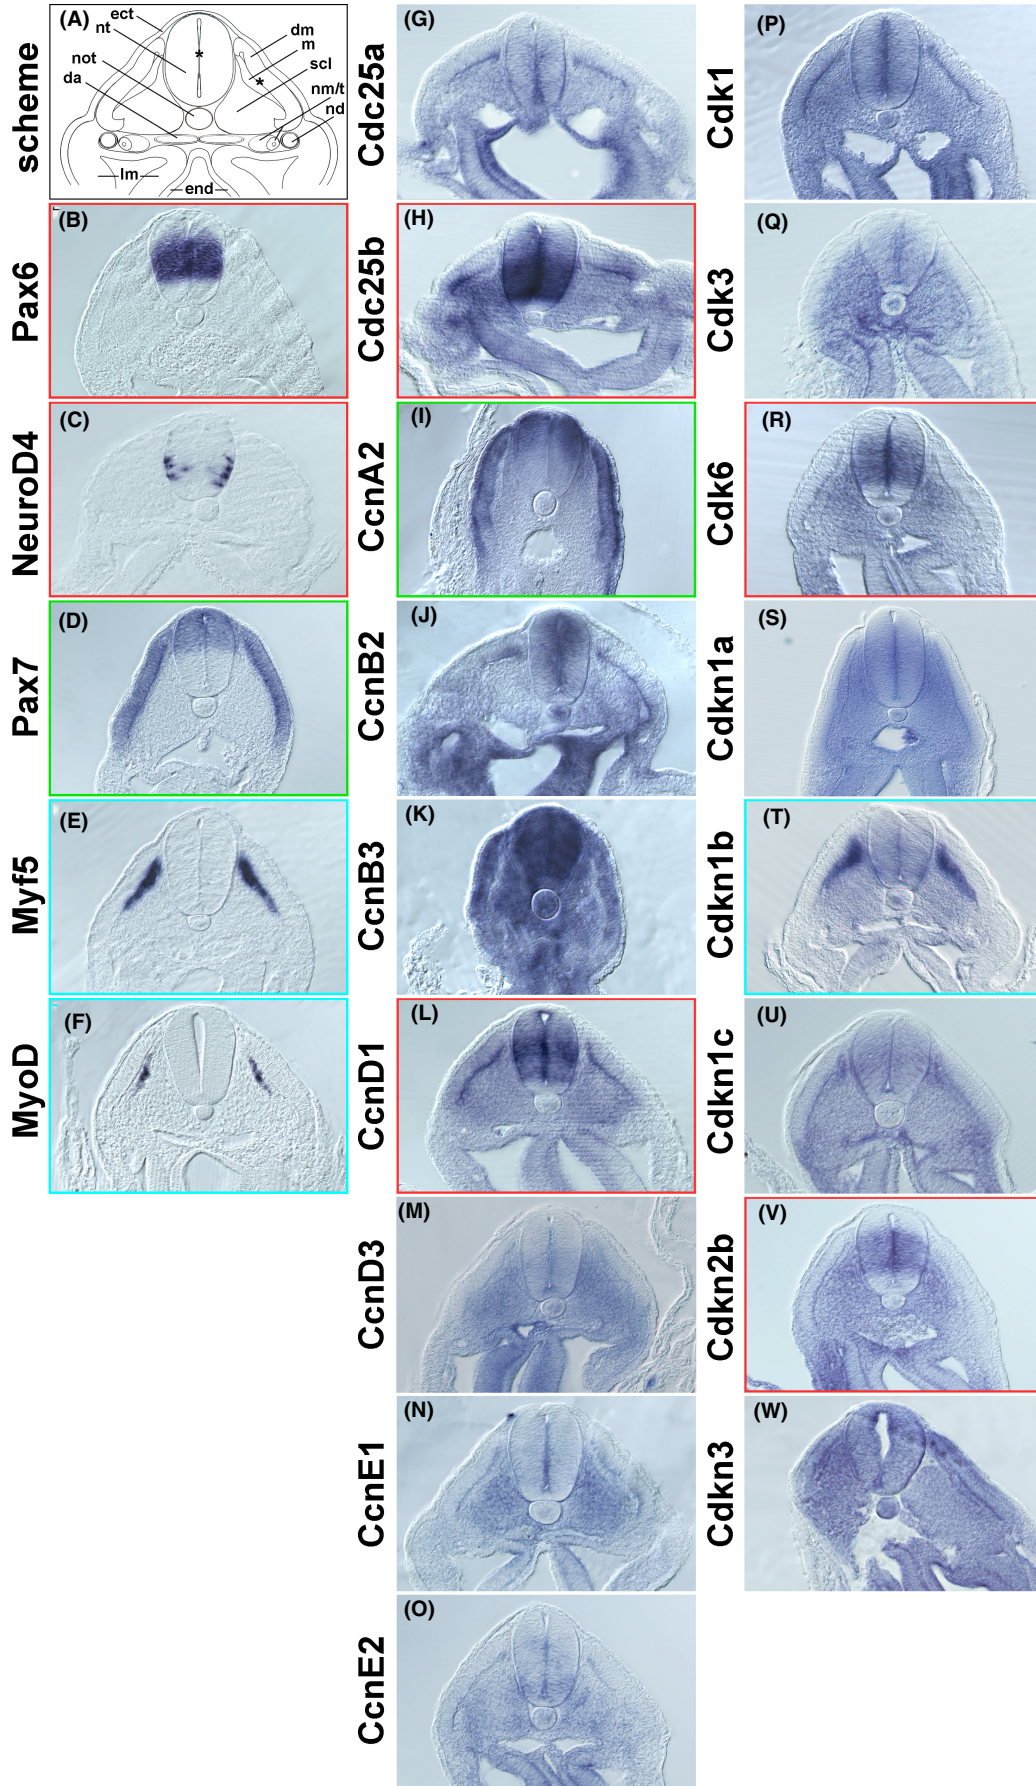 scheme
(A)
ect
nt
not
da
dm
m
scl
nm/t
nd
lm
end
*
*
Pax6
(B)
NeuroD4
(C)
Pax7
(D)
Myf5
(E)
MyoD
(F)
Cdc25a
(G)
Cdc25b
(H)
CcnA2
(I)
CcnB2
(J)
CcnB3
(K)
CcnD1
(L)
CcnD3
(M)
CcnE1
(N)
CcnE2
(O)
Cdk1
(P)
Cdk3
(Q)
Cdk6
(R)
Cdkn1a
(S)
Cdkn1b
(T)
Cdkn1c
(U)
Cdkn2b
(V)
Cdkn3
(W)